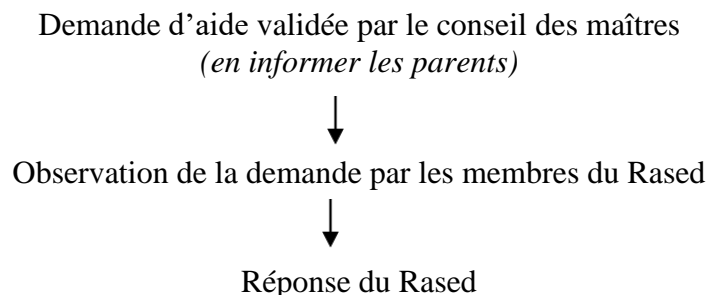 Demande d’aide validée par le conseil des maîtres
(en informer les parents)
Observation de la demande par les membres du Rased
Réponse du Rased